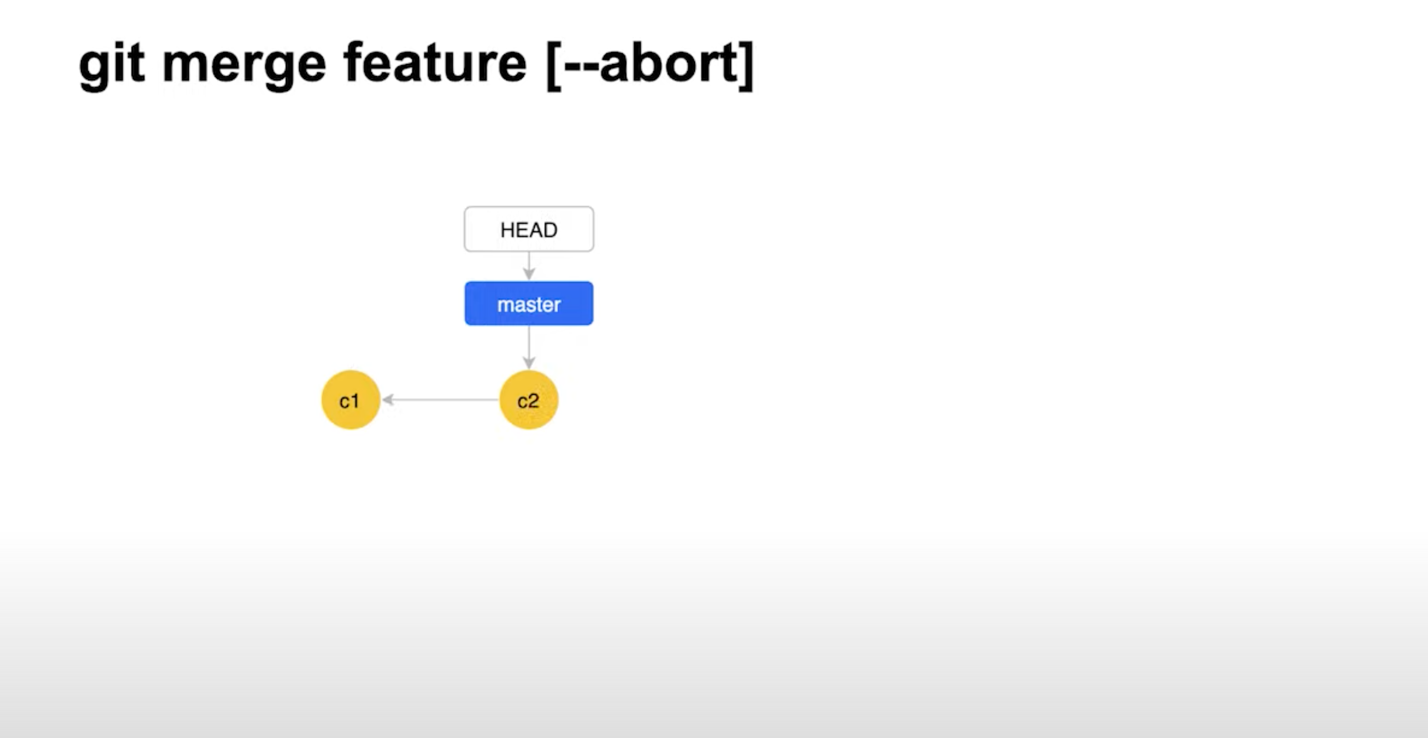 git merge feature [--abort]
HEAD
master
c1 c2